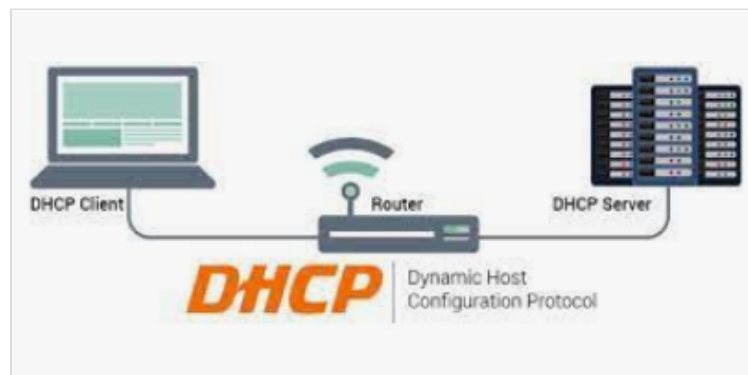 DHCP Client
Router
DHCP Server
DHCP
Dynamic Host
Configuration Protocol